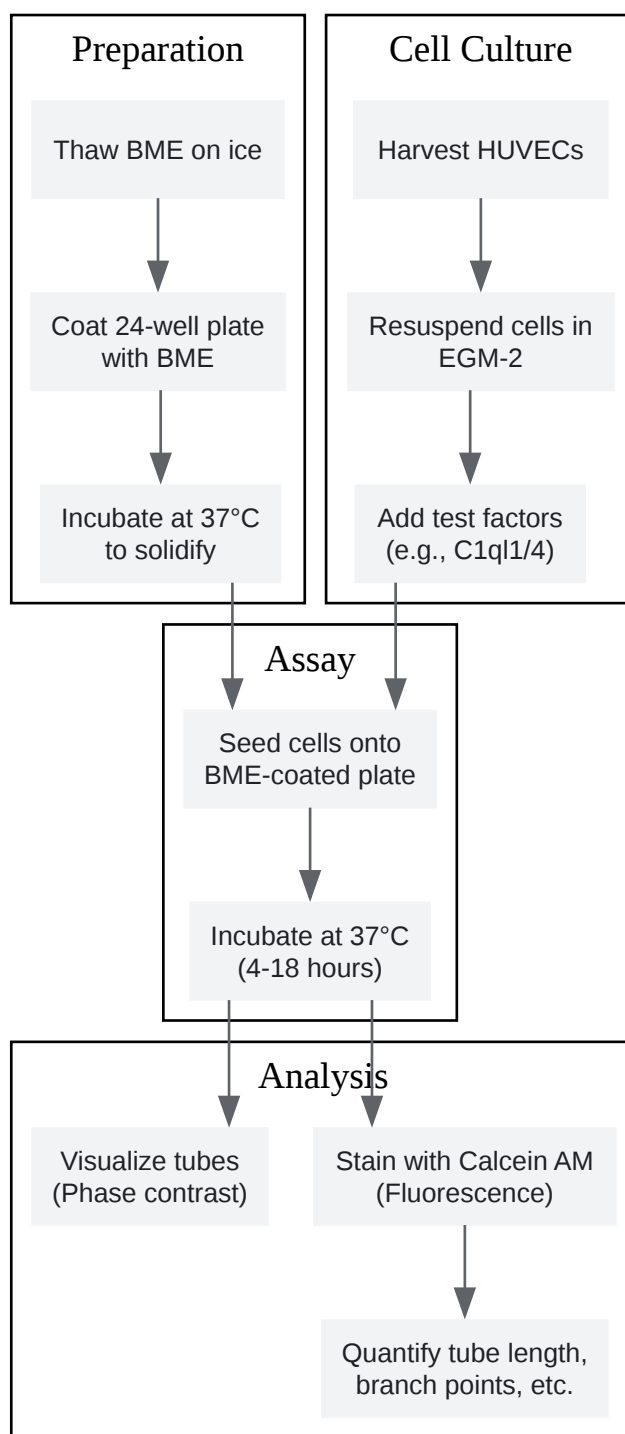 Preparation
Thaw BME on ice
Coat 24-well plate
with BME
Incubate at 37°C
to solidify
Cell Culture
Harvest HUVECs
Resuspend cells in
EGM-2
Add test factors
(e.g., C1ql1/4)
Assay
Seed cells onto
BME-coated plate
Incubate at 37°C
(4-18 hours)
Analysis
Visualize tubes
(Phase contrast)
Stain with Calcein AM
(Fluorescence)
Quantify tube length,
branch points, etc.